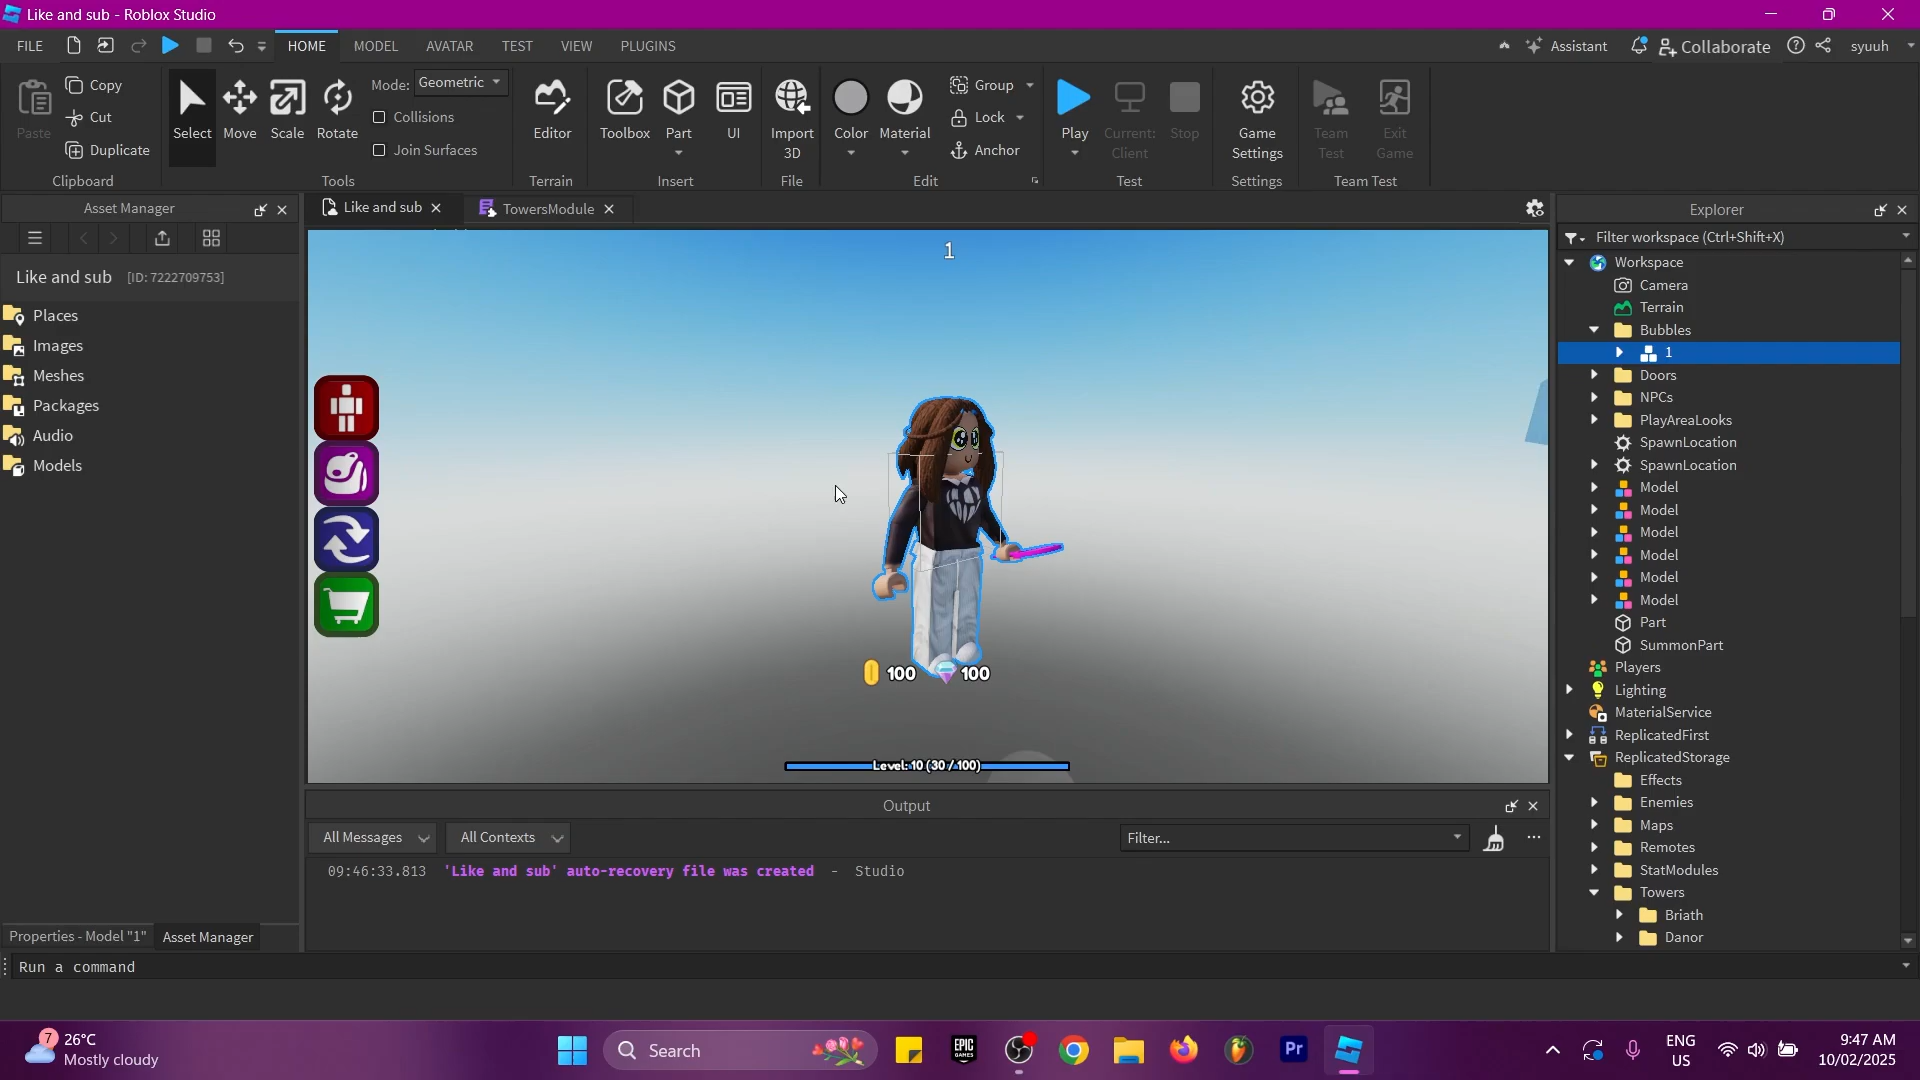 Like and sub - Roblox Studio
FILE HOME MODEL AVATAR TEST VIEW PLUGINS Assistant Collaborate syuuh
Paste Copy Cut Duplicate Clipboard
Select Move Scale Rotate Mode: Geometric Collisions Join Surfaces Tools
Editor Terrain
Toolbox Part UI Insert
Import 3D File
Color Material Group Lock Anchor Edit
Play Current: Client Stop Test
Game Settings Settings
Team Test Exit Game Team Test
Asset Manager
Like and sub [ID: 7222709753]
Places
Images
Meshes
Packages
Audio
Models
Properties - Model "1" Asset Manager
Like and sub TowersModule
1
100 100
Level: 10 (30 / 100)
Output
All Messages All Contexts Filter...
09:46:33.813 'Like and sub' auto-recovery file was created - Studio
Run a command
Explorer
Filter workspace (Ctrl+Shift+X)
Workspace
Camera
Terrain
Bubbles
1
Doors
NPCs
PlayAreaLooks
SpawnLocation
SpawnLocation
Model
Model
Model
Model
Model
Model
Part
SummonPart
Players
Lighting
MaterialService
ReplicatedFirst
ReplicatedStorage
Effects
Enemies
Maps
Remotes
StatModules
Towers
Briath
Danor
7 26°C
Mostly cloudy
Search
EPIC GAMES
Pr
ENG
US
9:47 AM
10/02/2025